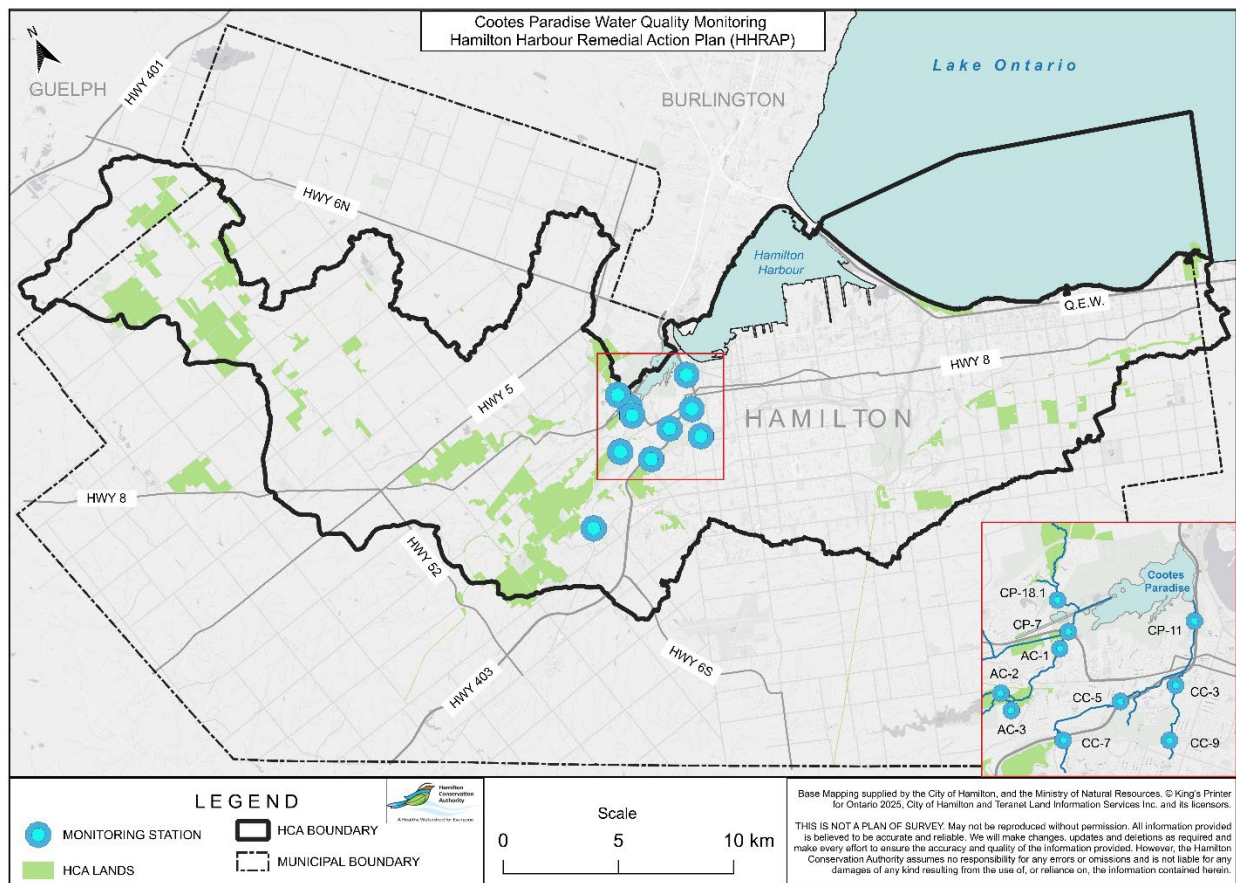 Cootes Paradise Water Quality Monitoring
Hamilton Harbour Remedial Action Plan (HHRAP)
N
GUELPH
HWY 401
BURLINGTON
Lake Ontario
HWY 6N
Hamilton
Harbour
Q.E.W.
HWY 5
HWY 8
HAMILTON
HWY 8
HWY 52
HWY 403
HWY 6S
Cootes
Paradise
CP-18.1
CP-7
CP-11
AC-1
AC-2
AC-3
CC-5
CC-3
CC-7
CC-9
LEGEND
MONITORING STATION
HCA LANDS
HCA BOUNDARY
MUNICIPAL BOUNDARY
Hamilton
Conservation
Authority
A Healthy Watershed for Everyone
Scale
0 5 10 km
Base Mapping supplied by the City of Hamilton, and the Ministry of Natural Resources. © King's Printer
for Ontario 2025, City of Hamilton and Teranet Land Information Services Inc. and its licensors.
THIS IS NOT A PLAN OF SURVEY. May not be reproduced without permission. All information provided
is believed to be accurate and reliable. We will make changes, updates and deletions as required and
make every effort to ensure the accuracy and quality of the information provided. However, the Hamilton
Conservation Authority assumes no responsibility for any errors or omissions and is not liable for any
damages of any kind resulting from the use of, or reliance on, the information contained herein.